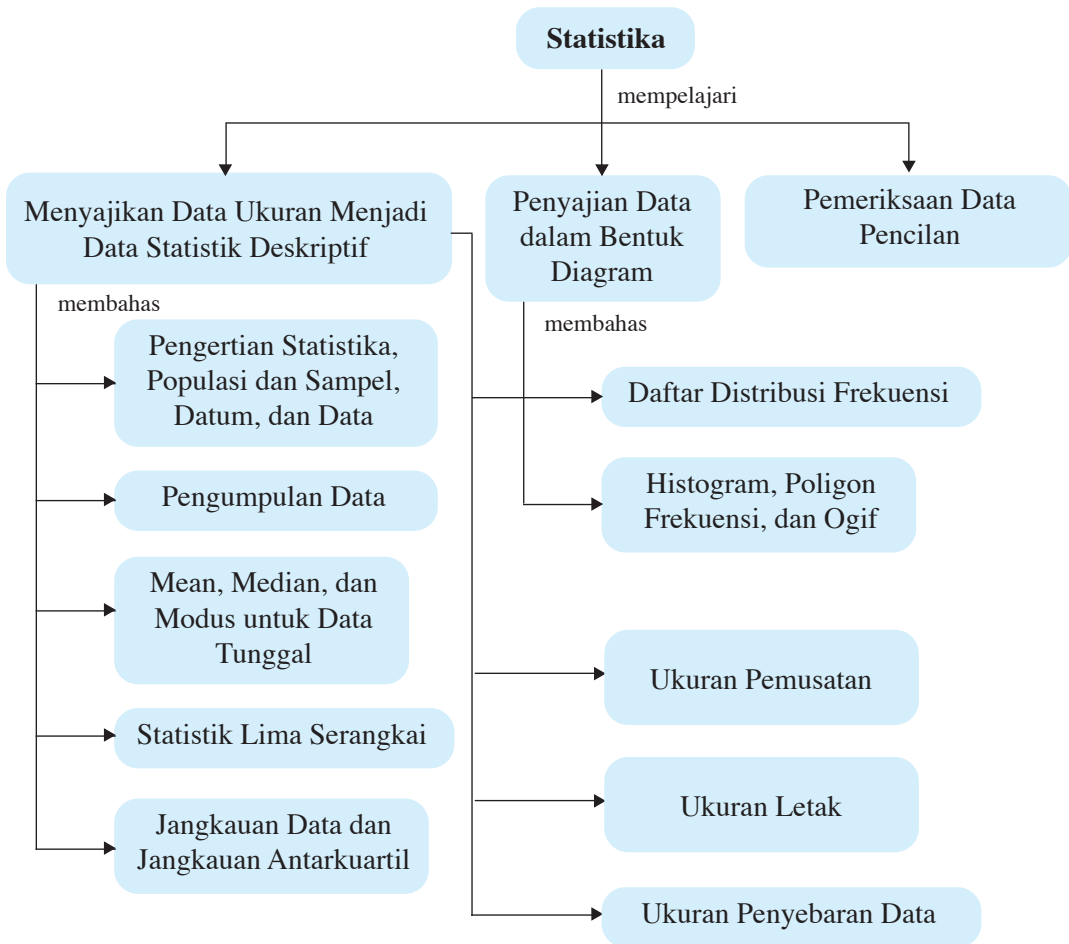 Statistika
mempelajari
Menyajikan Data Ukuran Menjadi
Data Statistik Deskriptif
Penyajian Data
dalam Bentuk
Diagram
Pemeriksaan Data
Pencilan
membahas
Pengertian Statistika,
Populasi dan Sampel,
Datum, dan Data
Pengumpulan Data
Mean, Median, dan
Modus untuk Data
Tunggal
Statistik Lima Serangkai
Jangkauan Data dan
Jangkauan Antarkuartil
membahas
Daftar Distribusi Frekuensi
Histogram, Poligon
Frekuensi, dan Ogif
Ukuran Pemusatan
Ukuran Letak
Ukuran Penyebaran Data